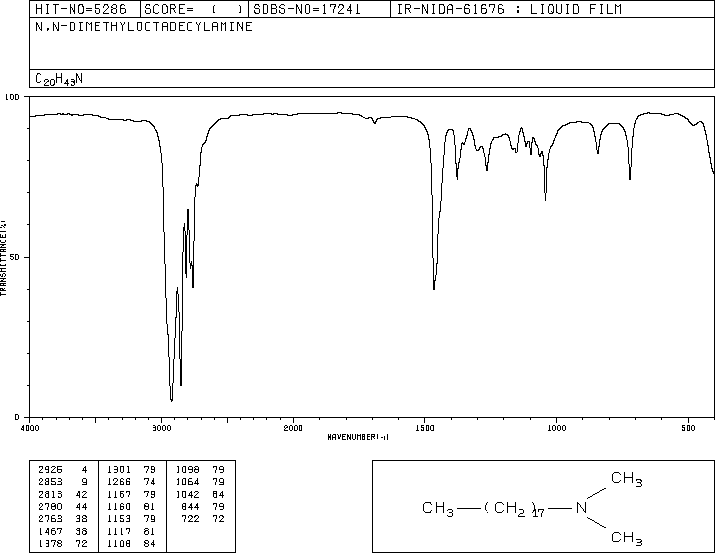 HIT-NO=5286 SCORE= ( ) SDBS-NO=17241 IR-NIDA-61676 : LIQUID FILM
N,N-DIMETHYLOCTADECYLAMINE
C20H43N
100
50
0
TRANSMITTANCE(%)
4000 3000 2000 1500 1000 500
WAVENUMBER(-1)
2926 4 1301 79 1098 79
2853 9 1266 74 1064 79
2813 42 1167 79 1042 64
2780 44 1160 81 844 79
2763 38 1153 79 722 72
1467 38 1117 81
1378 72 1108 84
CH3
CH3—(CH2)17—N
CH3